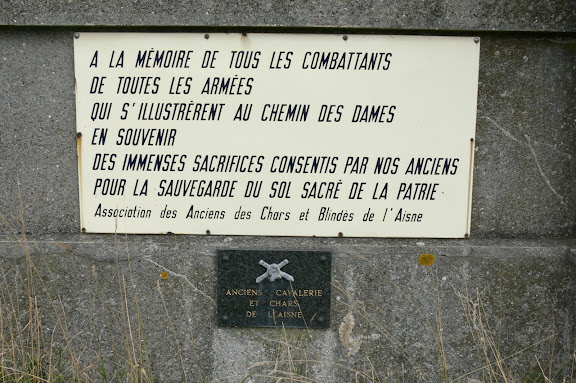 A LA MÉMOIRE DE TOUS LES COMBATTANTS
DE TOUTES LES ARMÉES
QUI S'ILLUSTRÈRENT AU CHEMIN DES DAMES
EN SOUVENIR
DES IMMENSES SACRIFICES CONSENTIS PAR NOS ANCIENS
POUR LA SAUVEGARDE DU SOL SACRÉ DE LA PATRIE
Association des Anciens des Chars et Blindés de l'Aisne
ANCIENS CAVALERIE
ET CHARS
DE L'AISNE